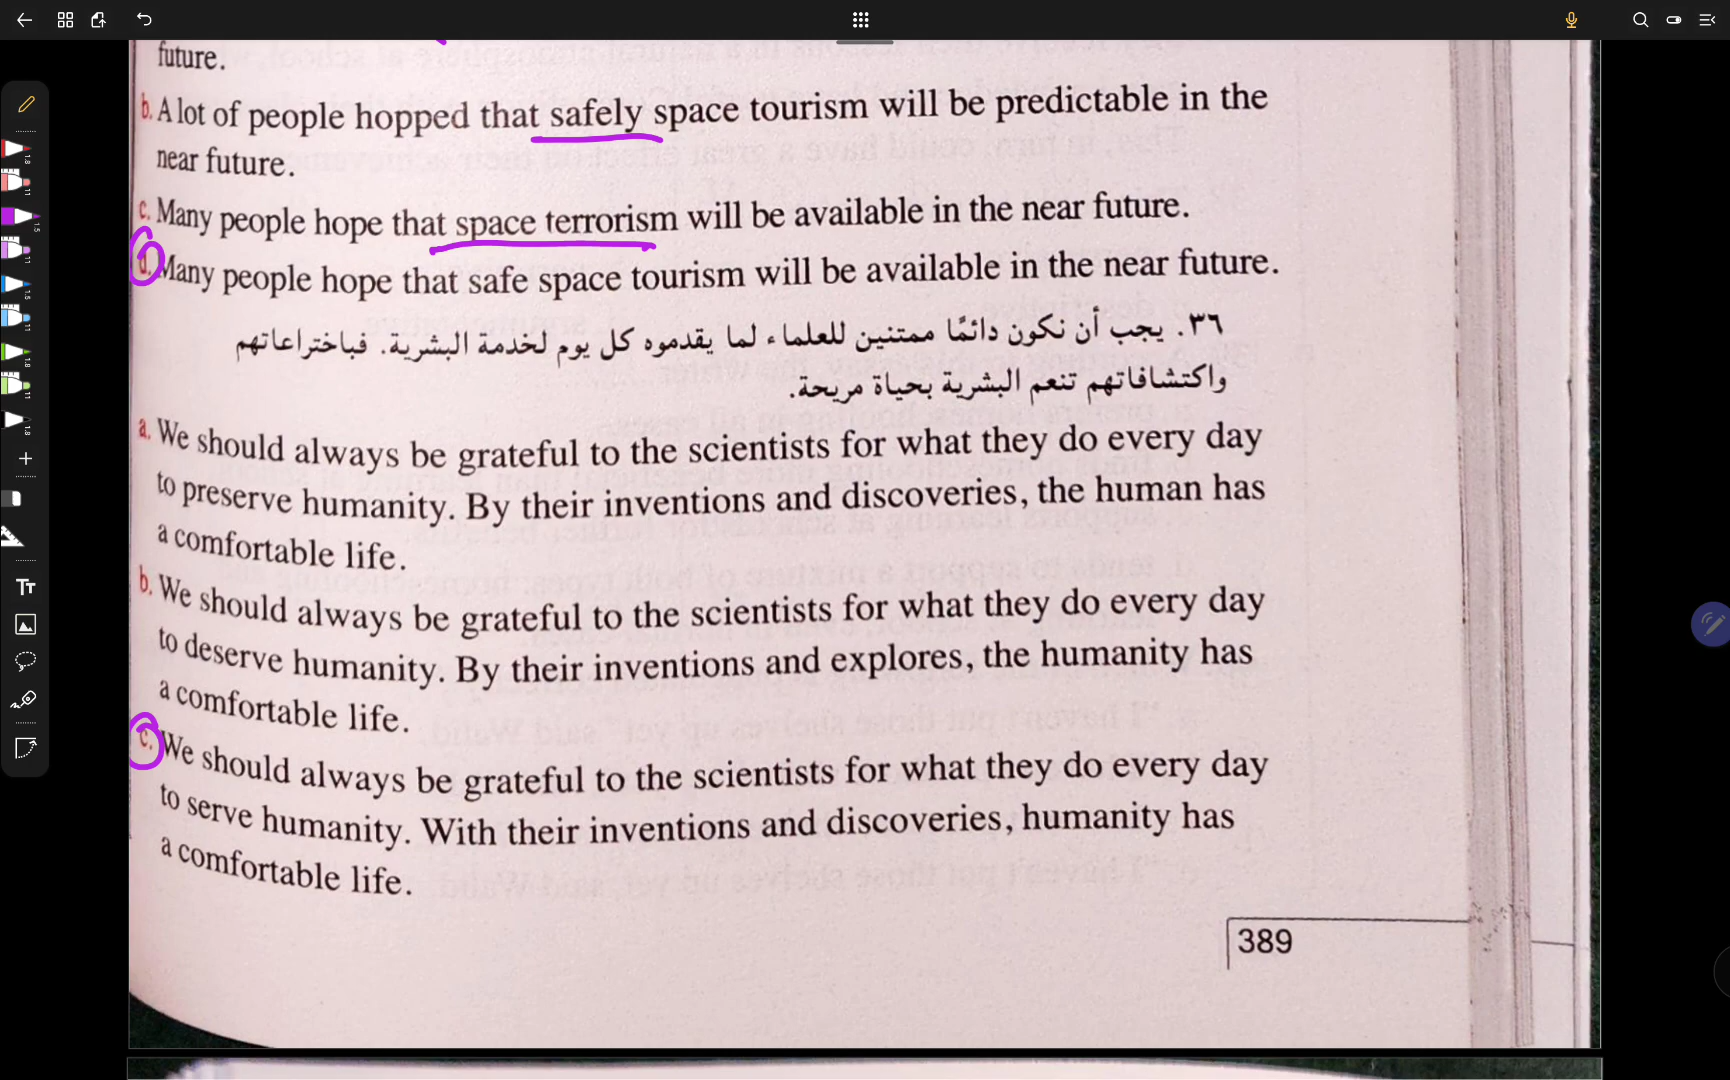 future.
b. A lot of people hopped that safely space tourism will be predictable in the
near future.
c. Many people hope that space terrorism will be available in the near future.
d. Many people hope that safe space tourism will be available in the near future.
٣٦. يجب أن نكون دائمًا ممتنين للعلماء لما يقدموه كل يوم لخدمة البشرية. فباختراعاتهم
واكتشافاتهم تنعم البشرية بحياة مريحة.
a. We should always be grateful to the scientists for what they do every day
to preserve humanity. By their inventions and discoveries, the human has
a comfortable life.
b. We should always be grateful to the scientists for what they do every day
to deserve humanity. By their inventions and explores, the humanity has
a comfortable life.
c. We should always be grateful to the scientists for what they do every day
to serve humanity. With their inventions and discoveries, humanity has
a comfortable life.
389